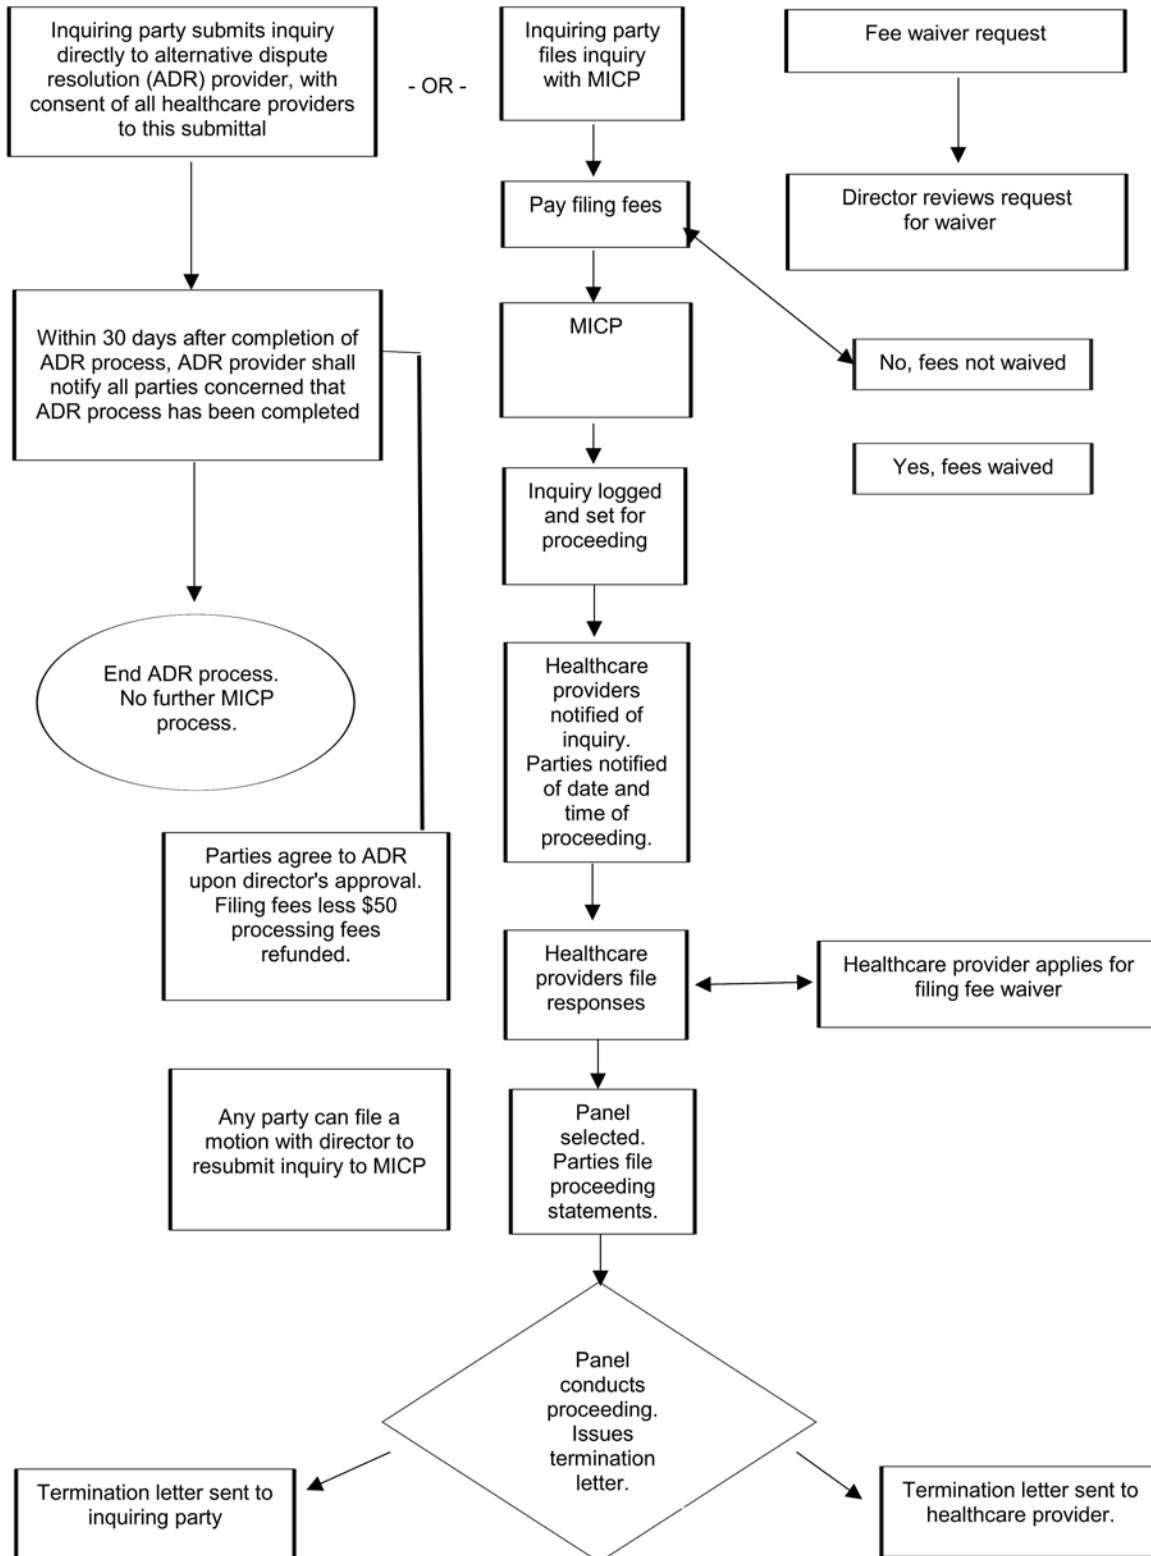 Inquiring party submits inquiry
directly to alternative dispute
resolution (ADR) provider, with
consent of all healthcare providers
to this submittal
- OR -
Inquiring party
files inquiry
with MICP
Fee waiver request
Pay filing fees
Director reviews request
for waiver
Within 30 days after completion of
ADR process, ADR provider shall
notify all parties concerned that
ADR process has been completed
MICP
No, fees not waived
Yes, fees waived
Inquiry logged
and set for
proceeding
End ADR process.
No further MICP
process.
Healthcare
providers
notified of
inquiry.
Parties notified
of date and
time of
proceeding.
Parties agree to ADR
upon director's approval.
Filing fees less $50
processing fees
refunded.
Healthcare
providers file
responses
Healthcare provider applies for
filing fee waiver
Any party can file a
motion with director to
resubmit inquiry to MICP
Panel
selected.
Parties file
proceeding
statements.
Panel
conducts
proceeding.
Issues
termination
letter.
Termination letter sent to
inquiring party
Termination letter sent to
healthcare provider.